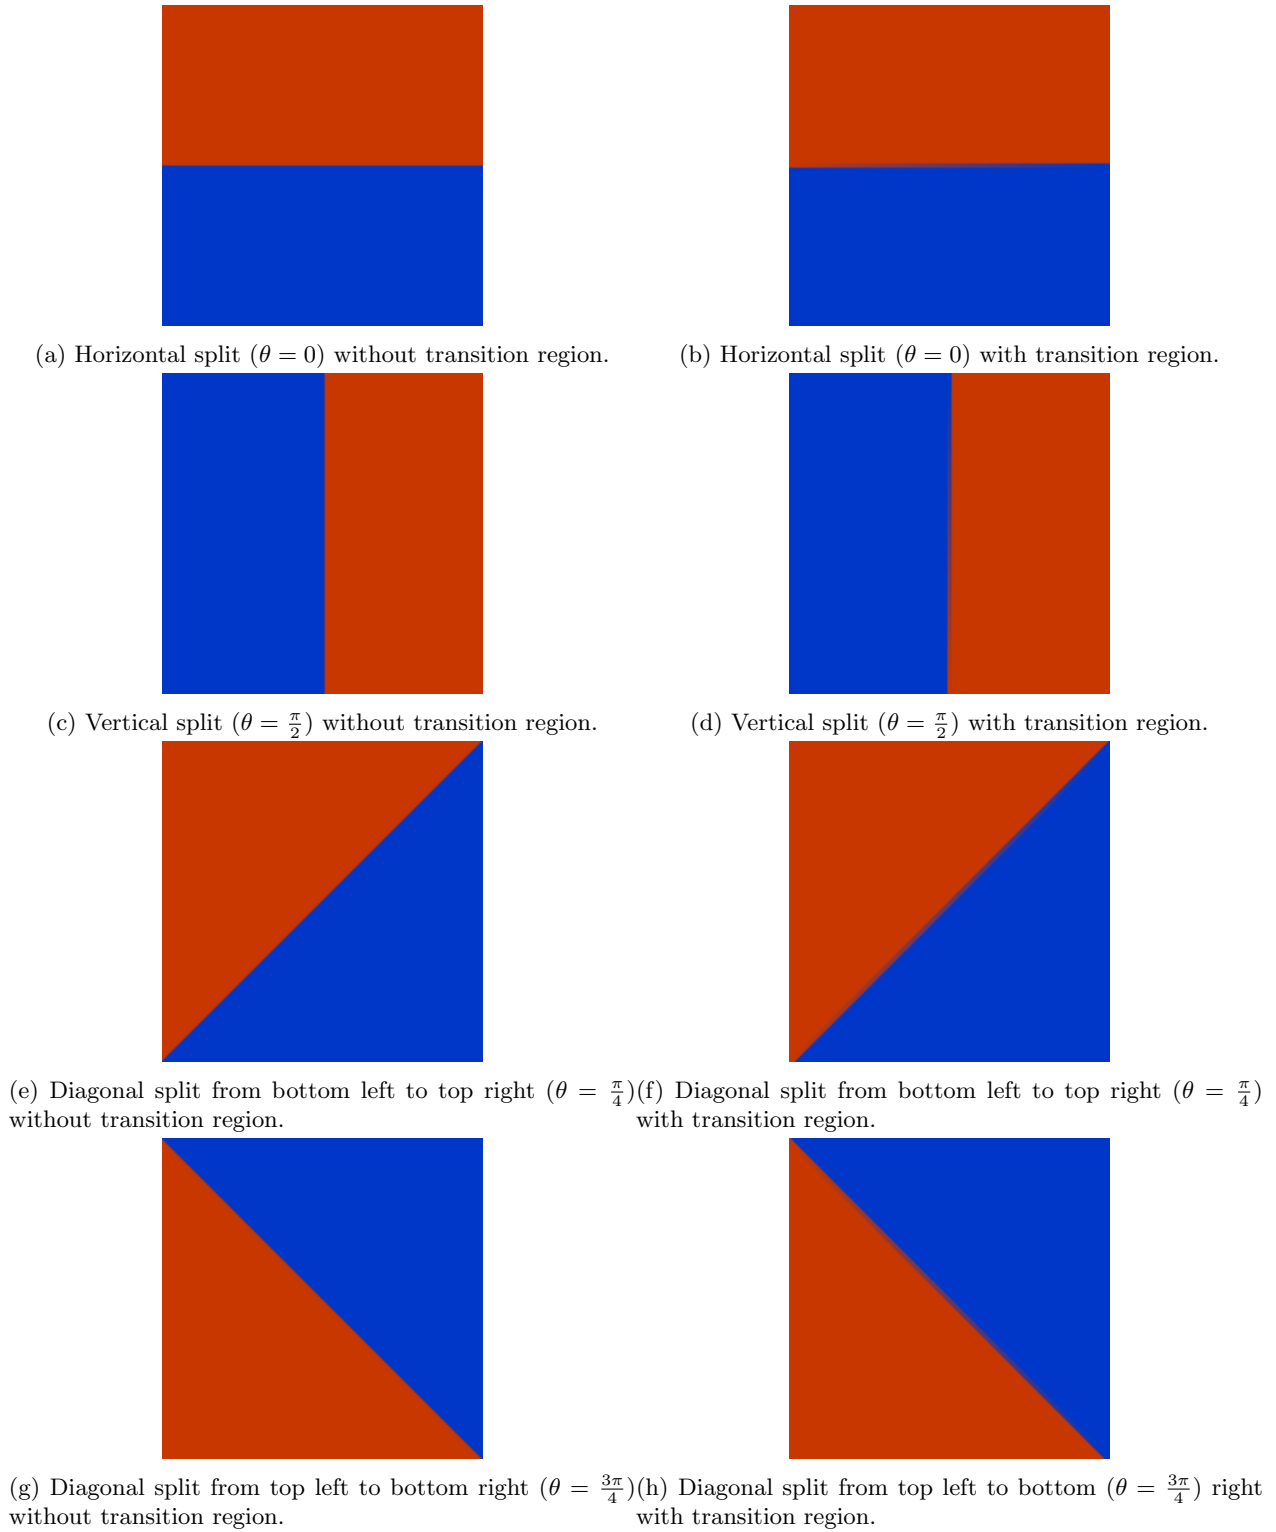 (a) Horizontal split (θ = 0) without transition region.
(b) Horizontal split (θ = 0) with transition region.
(c) Vertical split (θ = π/2) without transition region.
(d) Vertical split (θ = π/2) with transition region.
(e) Diagonal split from bottom left to top right (θ = π/4)
without transition region.
(f) Diagonal split from bottom left to top right (θ = π/4)
with transition region.
(g) Diagonal split from top left to bottom right (θ = 3π/4)
without transition region.
(h) Diagonal split from top left to bottom (θ = 3π/4) right
with transition region.